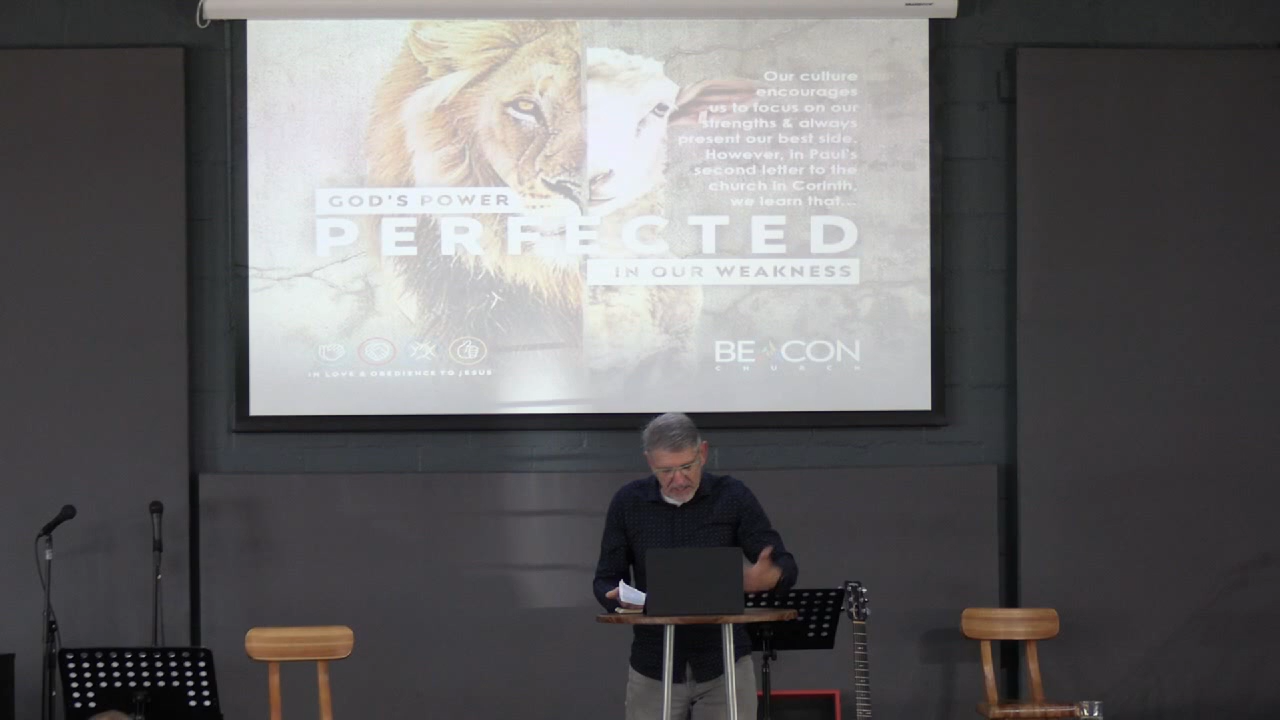 Our culture
encourages
us to focus on our
strengths & always
present our best side.
However, in Paul's
second letter to the
church in Corinth,
we learn that...
GOD'S POWER
PERFECTED
IN OUR WEAKNESS
IN LOVE & OBEDIENCE TO JESUS
BEACON
CHURCH